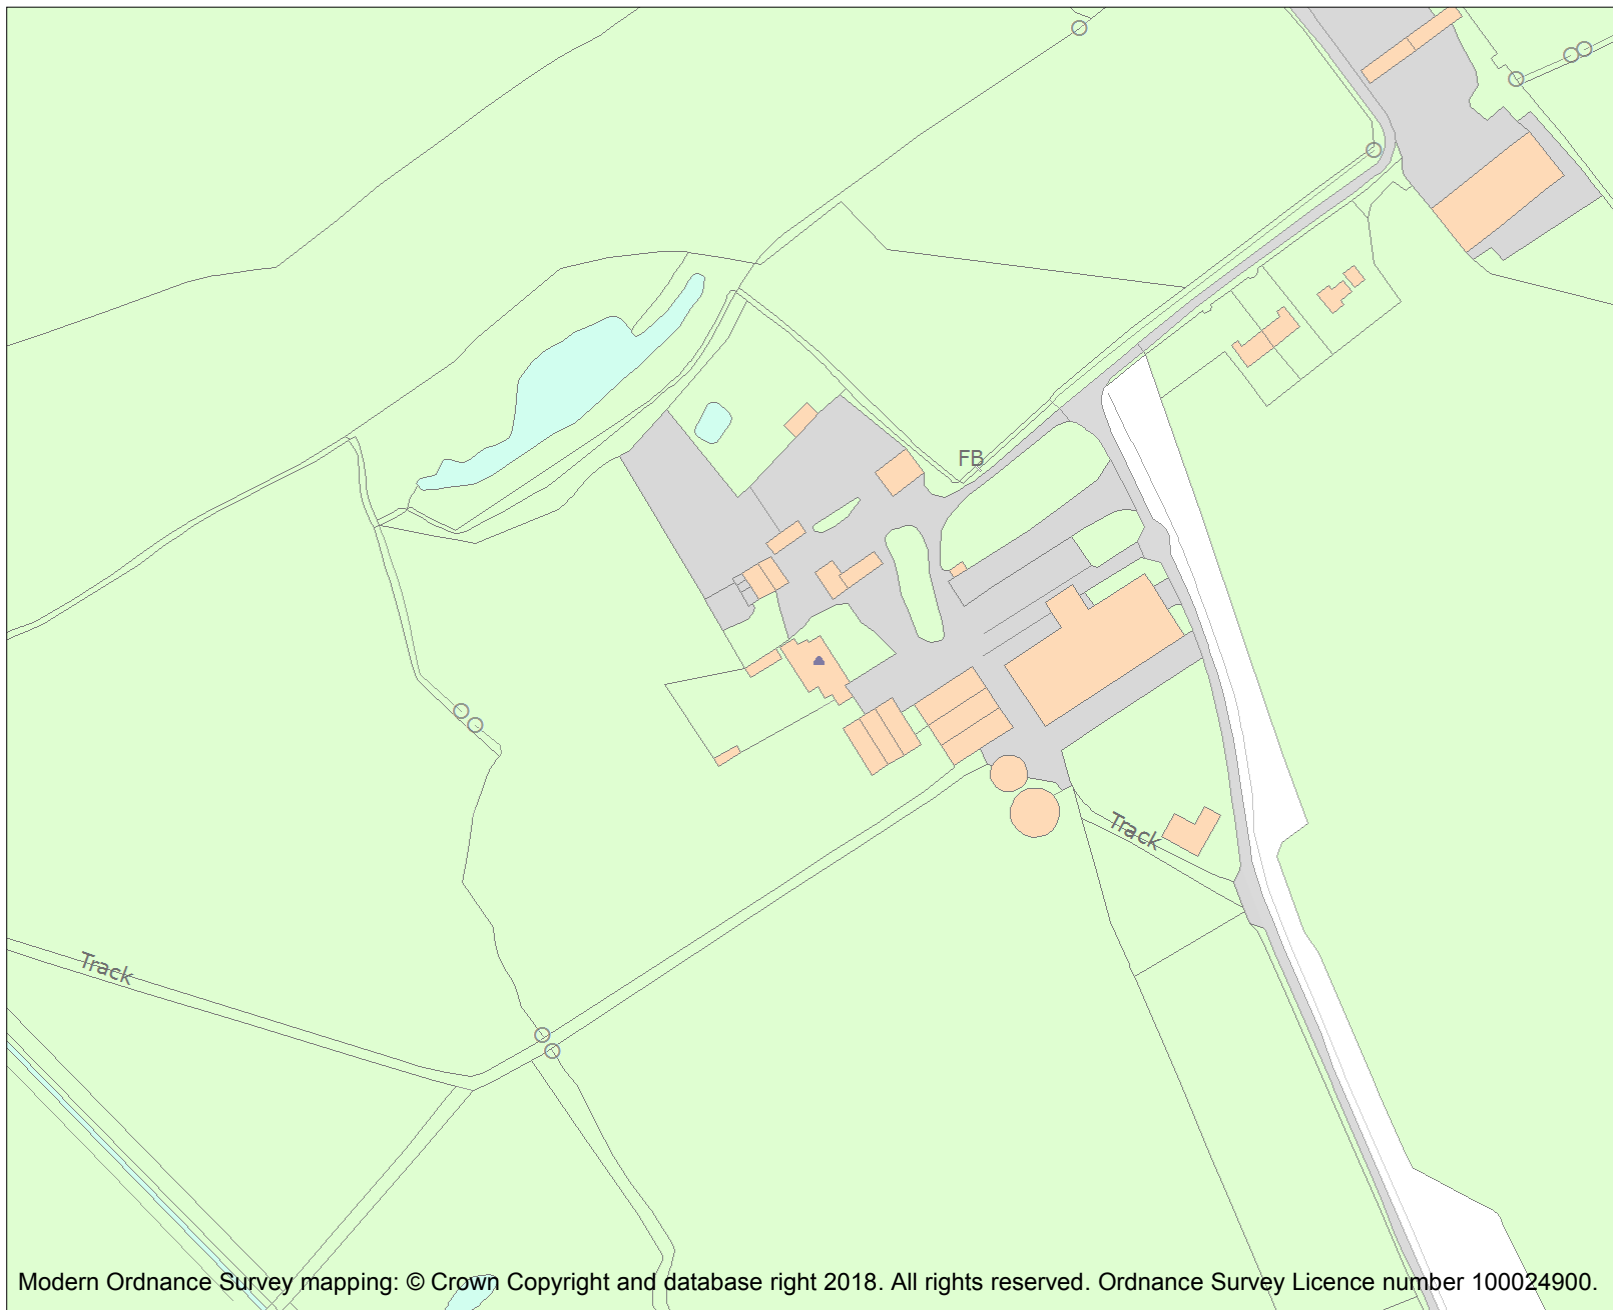 FB
Track
Track
Modern Ordnance Survey mapping: © Crown Copyright and database right 2018. All rights reserved. Ordnance Survey Licence number 100024900.